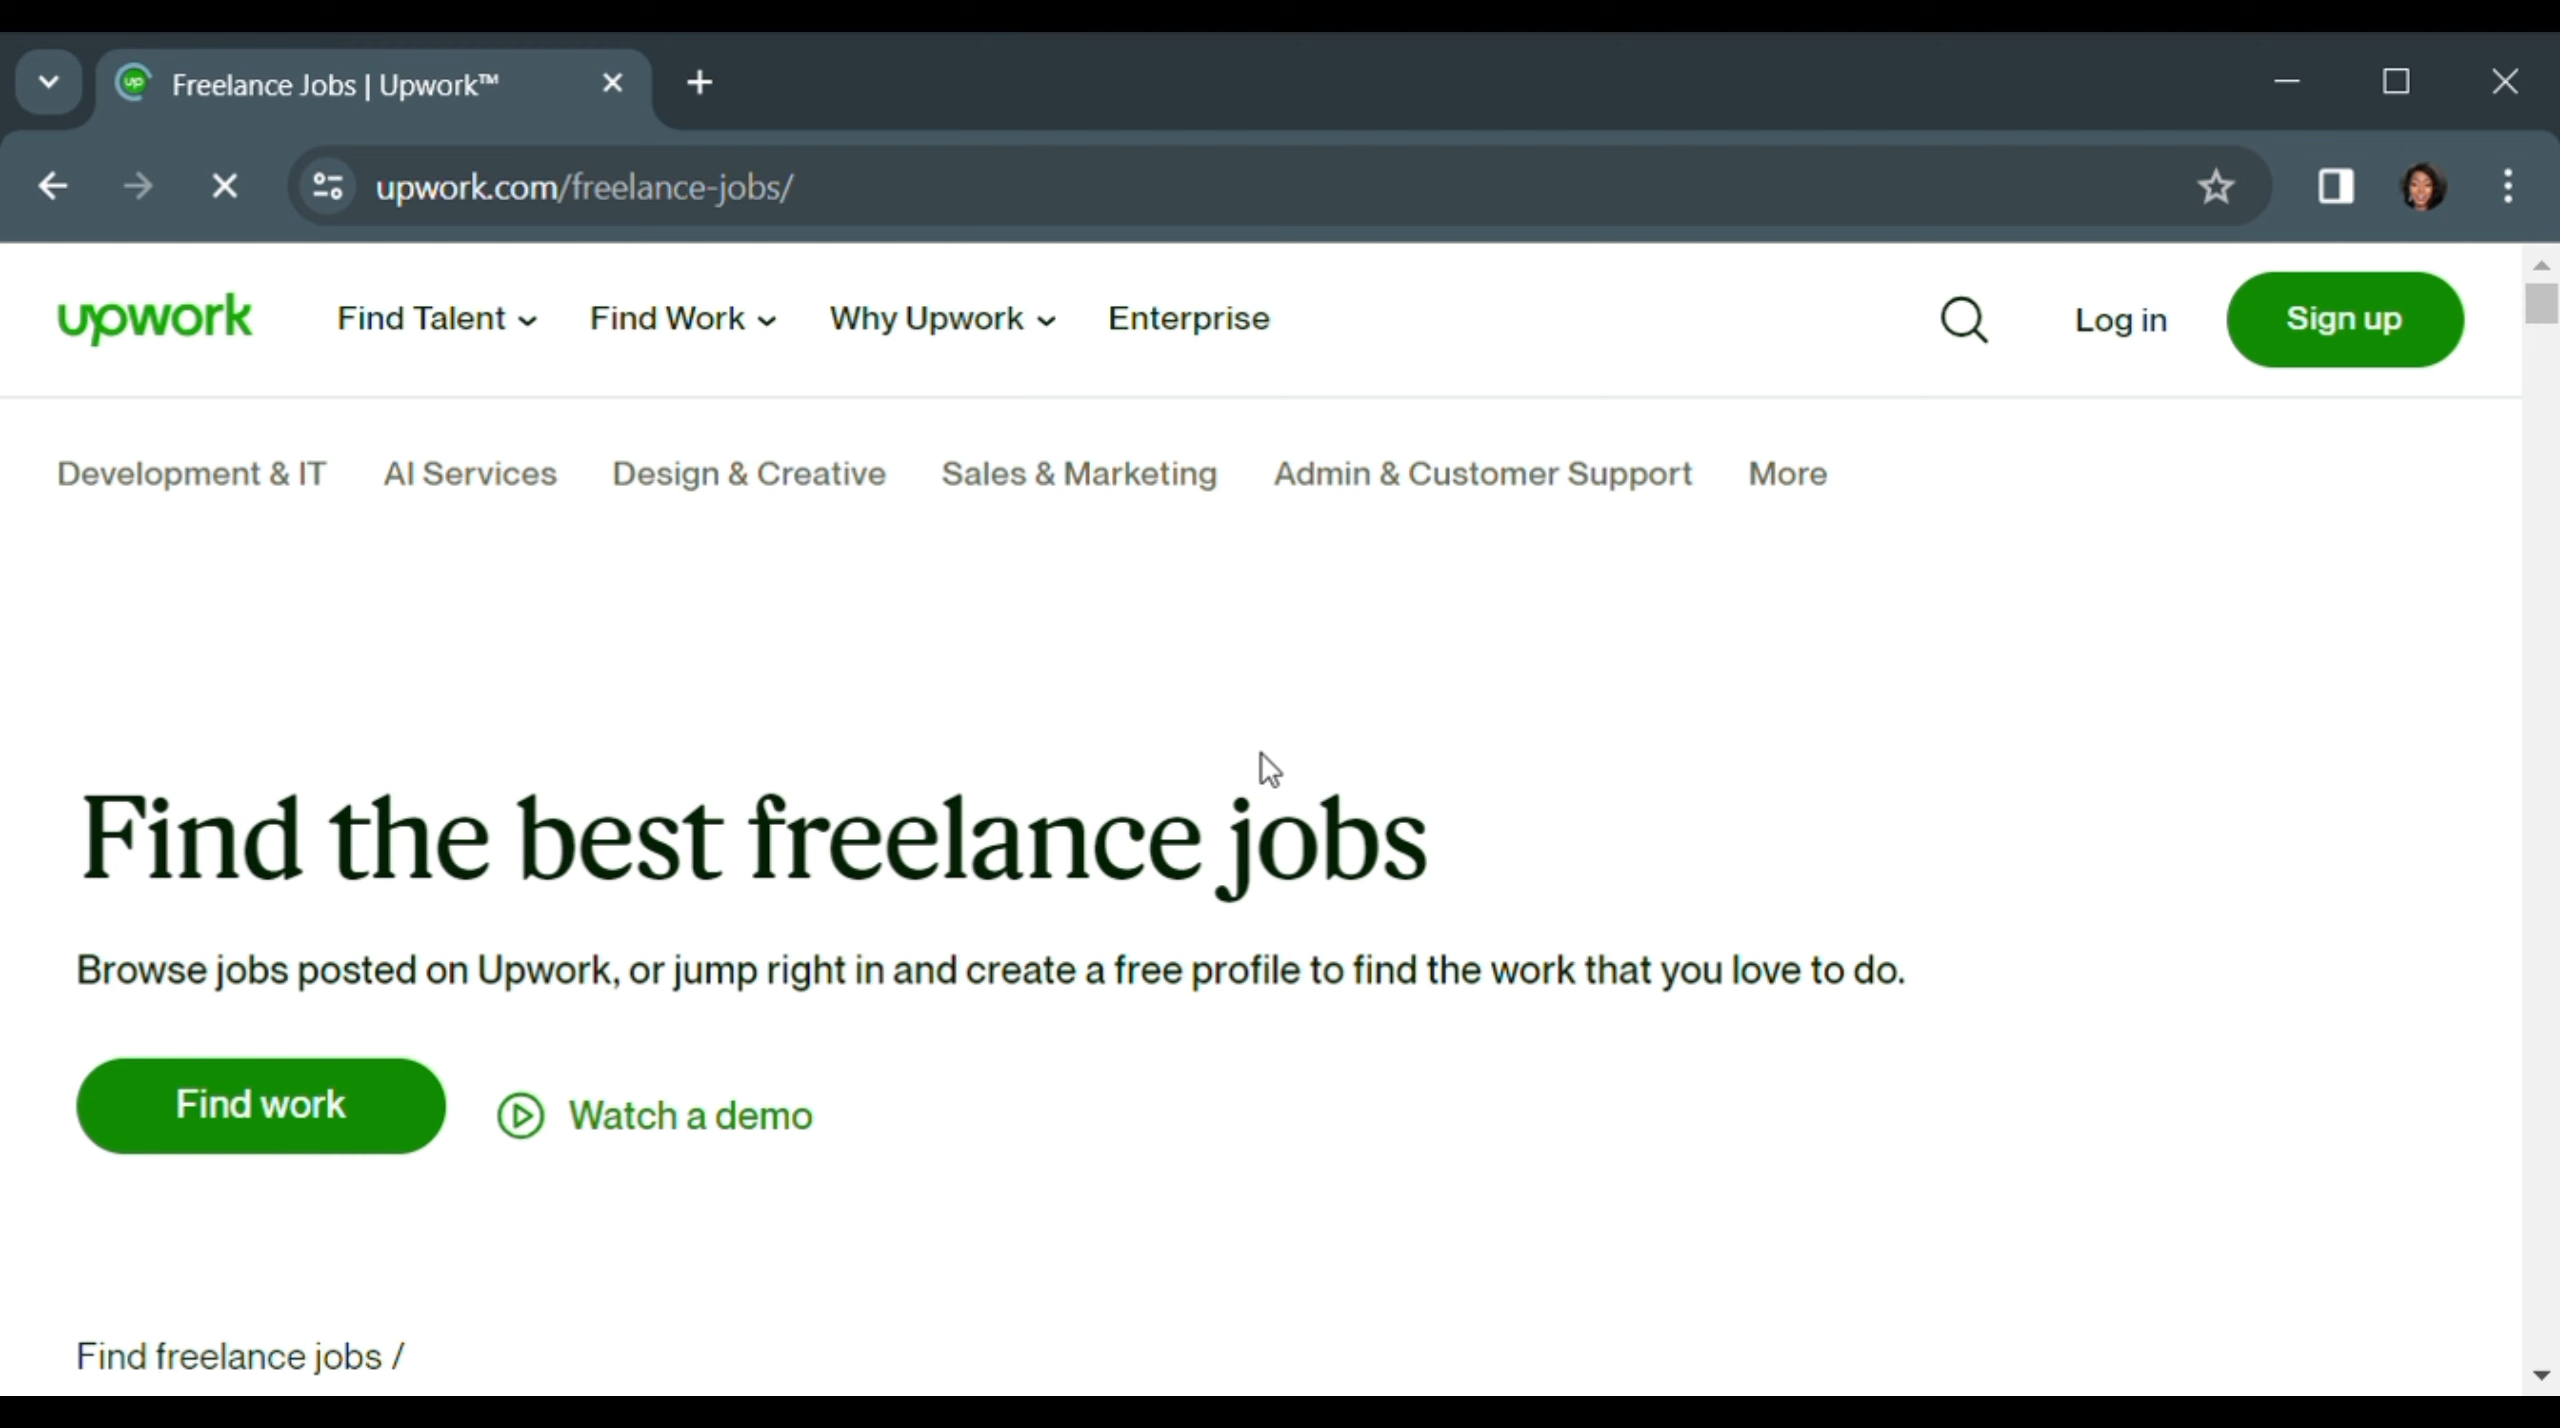 Freelance Jobs | Upwork™
upwork.com/freelance-jobs/
upwork Find Talent Find Work Why Upwork Enterprise Log in Sign up
Development & IT AI Services Design & Creative Sales & Marketing Admin & Customer Support More
Find the best freelance jobs
Browse jobs posted on Upwork, or jump right in and create a free profile to find the work that you love to do.
Find work Watch a demo
Find freelance jobs /